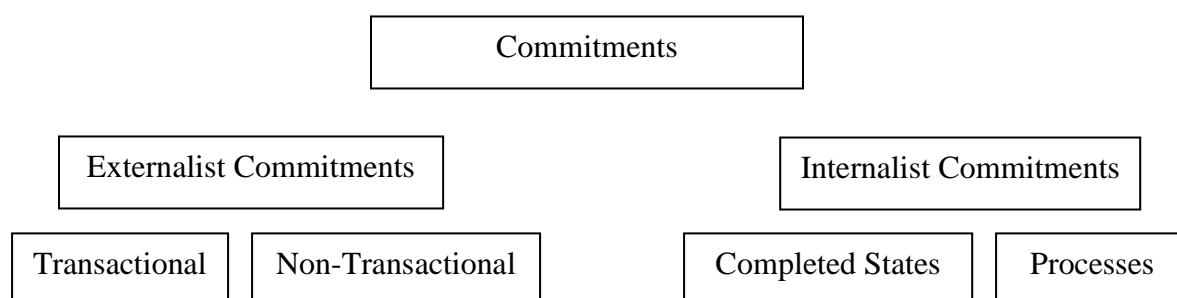 Commitments
Externalist Commitments
Internalist Commitments
Transactional
Non-Transactional
Completed States
Processes